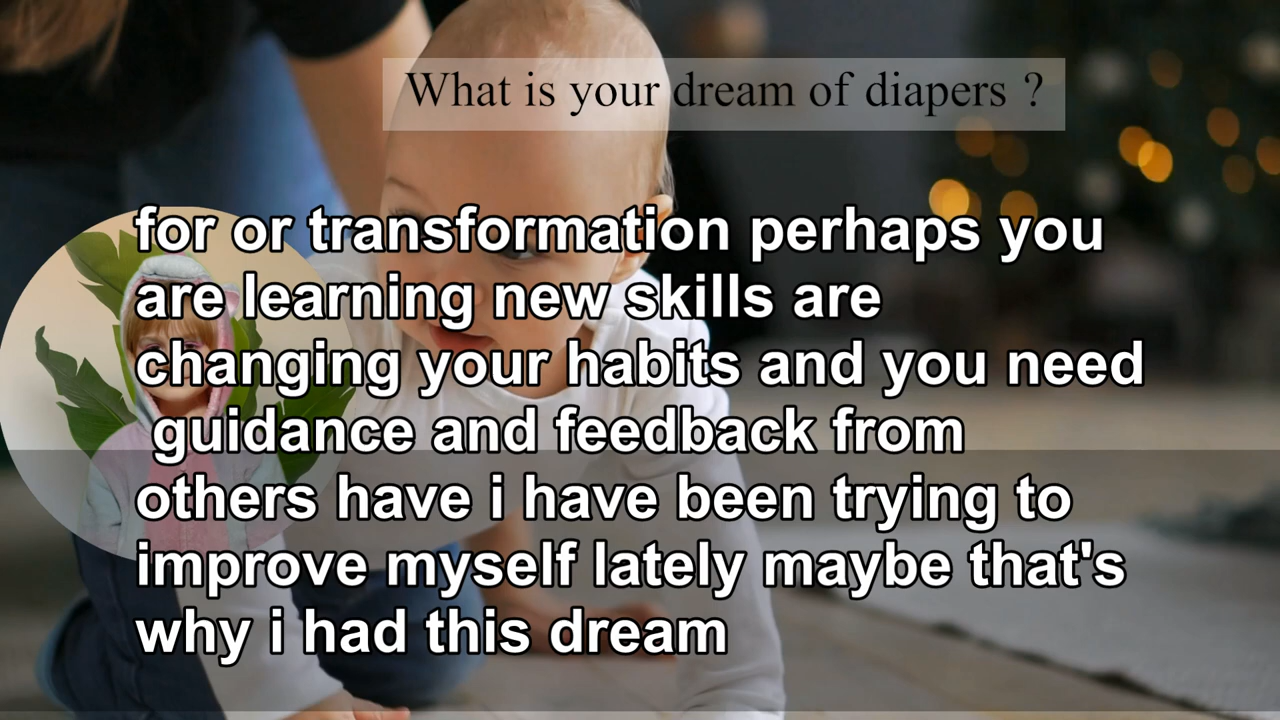 What is your dream of diapers ?
for or transformation perhaps you
are learning new skills are
changing your habits and you need
guidance and feedback from
others have i have been trying to
improve myself lately maybe that's
why i had this dream